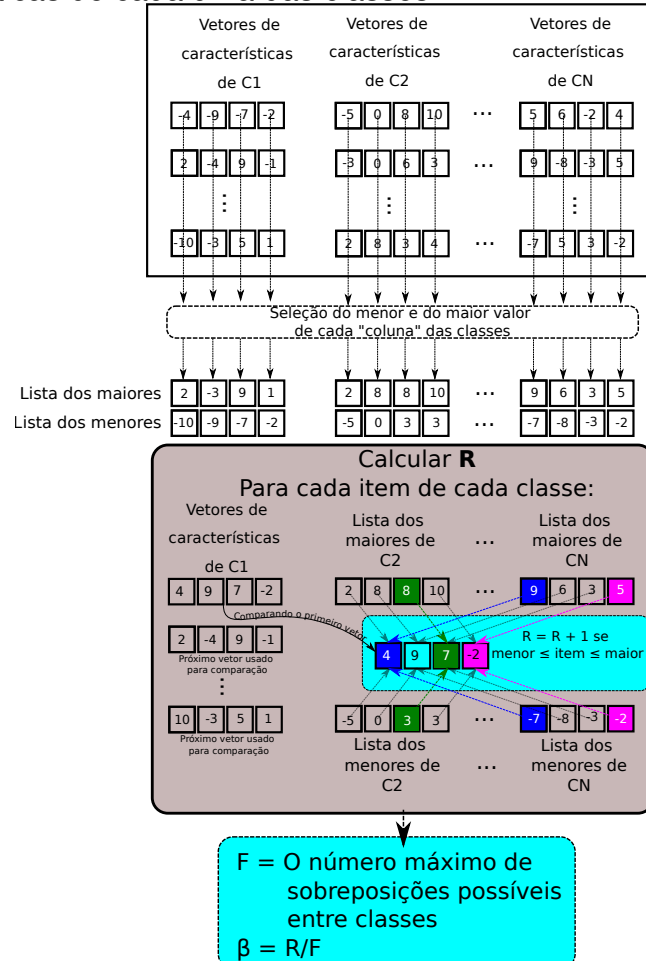 Vetores de Vetores de Vetores de
características características características
de C1 de C2 de CN
-4 -9 -7 -2 -5 0 8 10 ... 5 6 -2 4
2 -4 9 -1 -3 0 6 3 ... 9 -8 -3 5
... ... ...
-10 -3 5 1 2 8 3 4 ... -7 5 3 -2
Seleção do menor e do maior valor
de cada "coluna" das classes
Lista dos maiores 2 -3 9 1 2 8 8 10 ... 9 6 3 5
Lista dos menores -10 -9 -7 -2 -5 0 3 3 ... -7 -8 -3 -2
Calcular R
Para cada item de cada classe:
Vetores de
características
de C1
Lista dos
maiores de
C2
...
Lista dos
maiores de
CN
4 9 7 -2 2 8 8 10 ... 9 6 3 5
Comparando o primeiro vetor
2 -4 9 -1
Próximo vetor usado
para comparação
...
4 9 7 -2
R = R + 1 se
menor ≤ item ≤ maior
10 -3 5 1 -5 0 3 3 ... -7 -8 -3 -2
Próximo vetor usado
para comparação
Lista dos
menores de
C2
...
Lista dos
menores de
CN
F = O número máximo de
sobreposições possíveis
entre classes
β = R/F